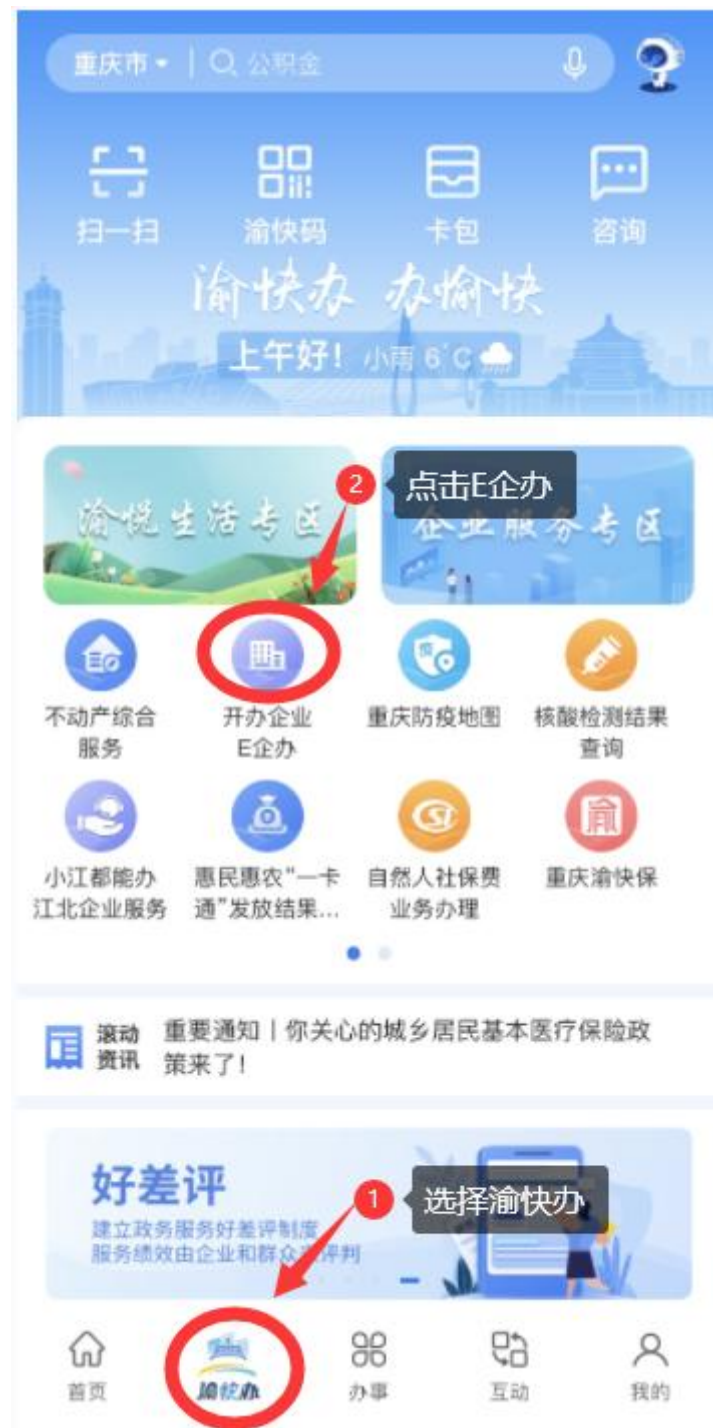 重庆市
公积金
扫一扫 渝快码 卡包 咨询
渝快办 办愉快
上午好! 小雨 6°C
2 点击E企办
渝悦生活专区 企业服务专区
不动产综合 开办企业 重庆防疫地图 核酸检测结果
服务 E企办 查询
小江都能办 惠民惠农"一卡 自然人社保费 重庆渝快保
江北企业服务 通"发放结果... 业务办理
滚动 重要通知丨你关心的城乡居民基本医疗保险政
资讯 策来了!
好差评
1 选择渝快办
建立政务服务好差评制度
服务绩效由企业和群众来评判
首页 渝快办 办事 互动 我的